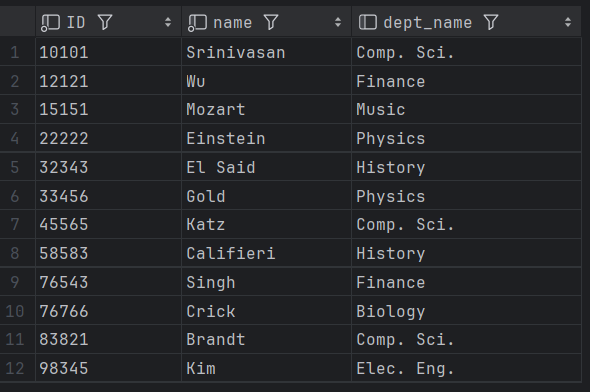 ID name dept_name
1 10101 Srinivasan Comp. Sci.
2 12121 Wu Finance
3 15151 Mozart Music
4 22222 Einstein Physics
5 32343 El Said History
6 33456 Gold Physics
7 45565 Katz Comp. Sci.
8 58583 Califieri History
9 76543 Singh Finance
10 76766 Crick Biology
11 83821 Brandt Comp. Sci.
12 98345 Kim Elec. Eng.